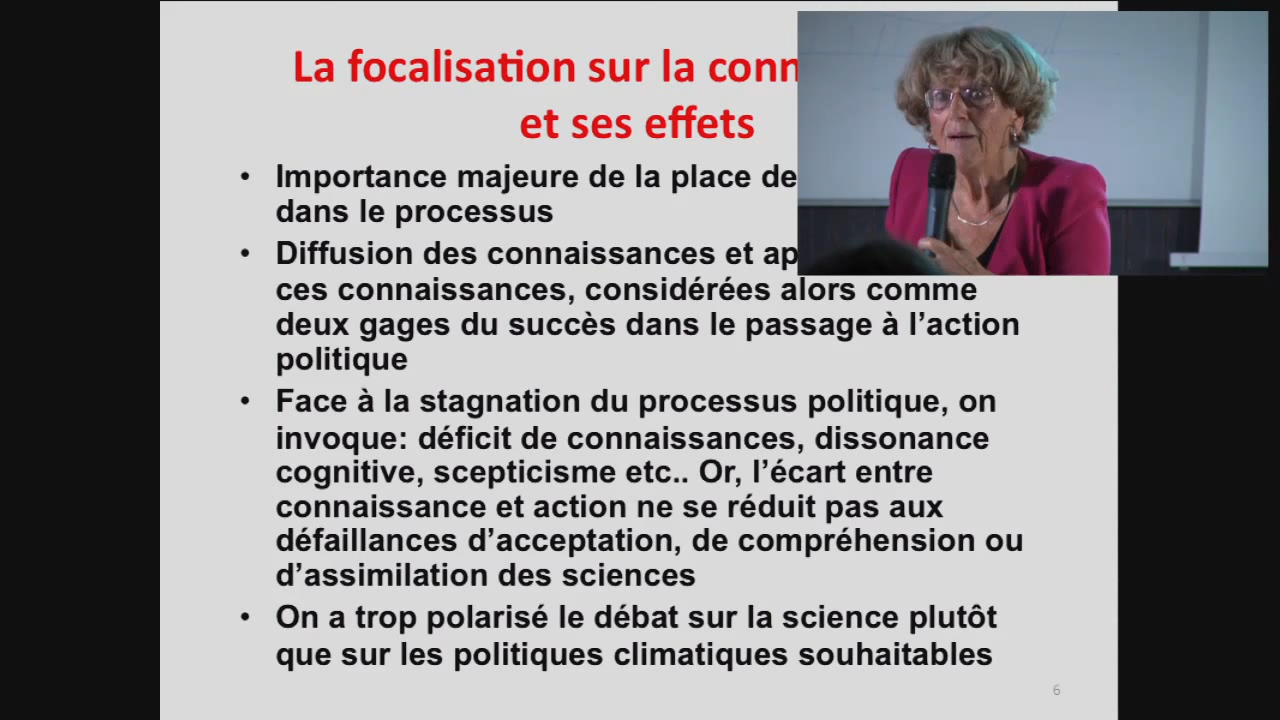 La focalisation sur la
et ses effets
• Importance majeure de la place de
dans le processus
• Diffusion des connaissances et
ces connaissances, considérées alors comme
deux gages du succès dans le passage à l’action
politique
• Face à la stagnation du processus politique, on
invoque: déficit de connaissances, dissonance
cognitive, scepticisme etc.. Or, l’écart entre
connaissance et action ne se réduit pas aux
défaillances d’acceptation, de compréhension ou
d’assimilation des sciences
• On a trop polarisé le débat sur la science plutôt
que sur les politiques climatiques souhaitables
6